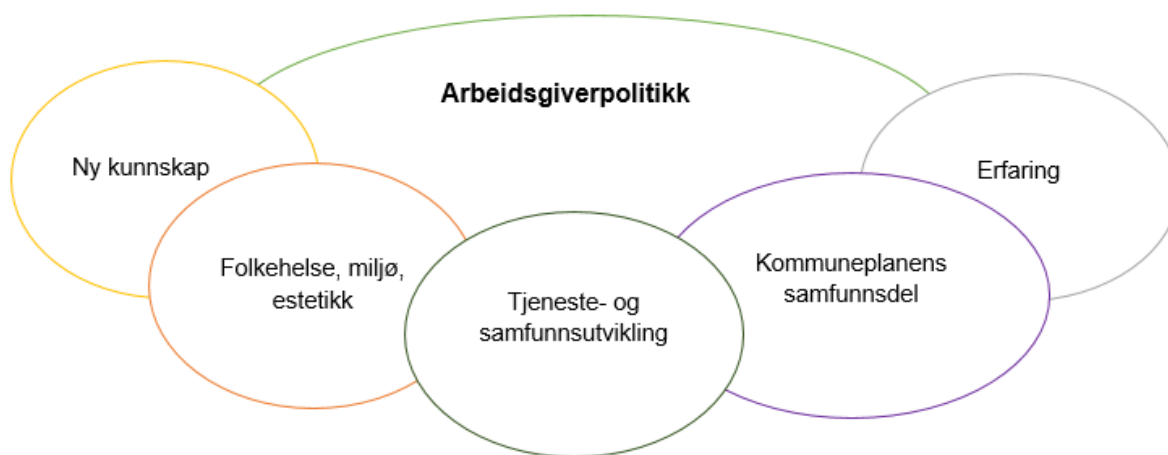 Arbeidsgiverpolitikk
Ny kunnskap
Erfaring
Folkehelse, miljø,
estetikk
Kommuneplanens
samfunnsdel
Tjeneste- og
samfunnsutvikling